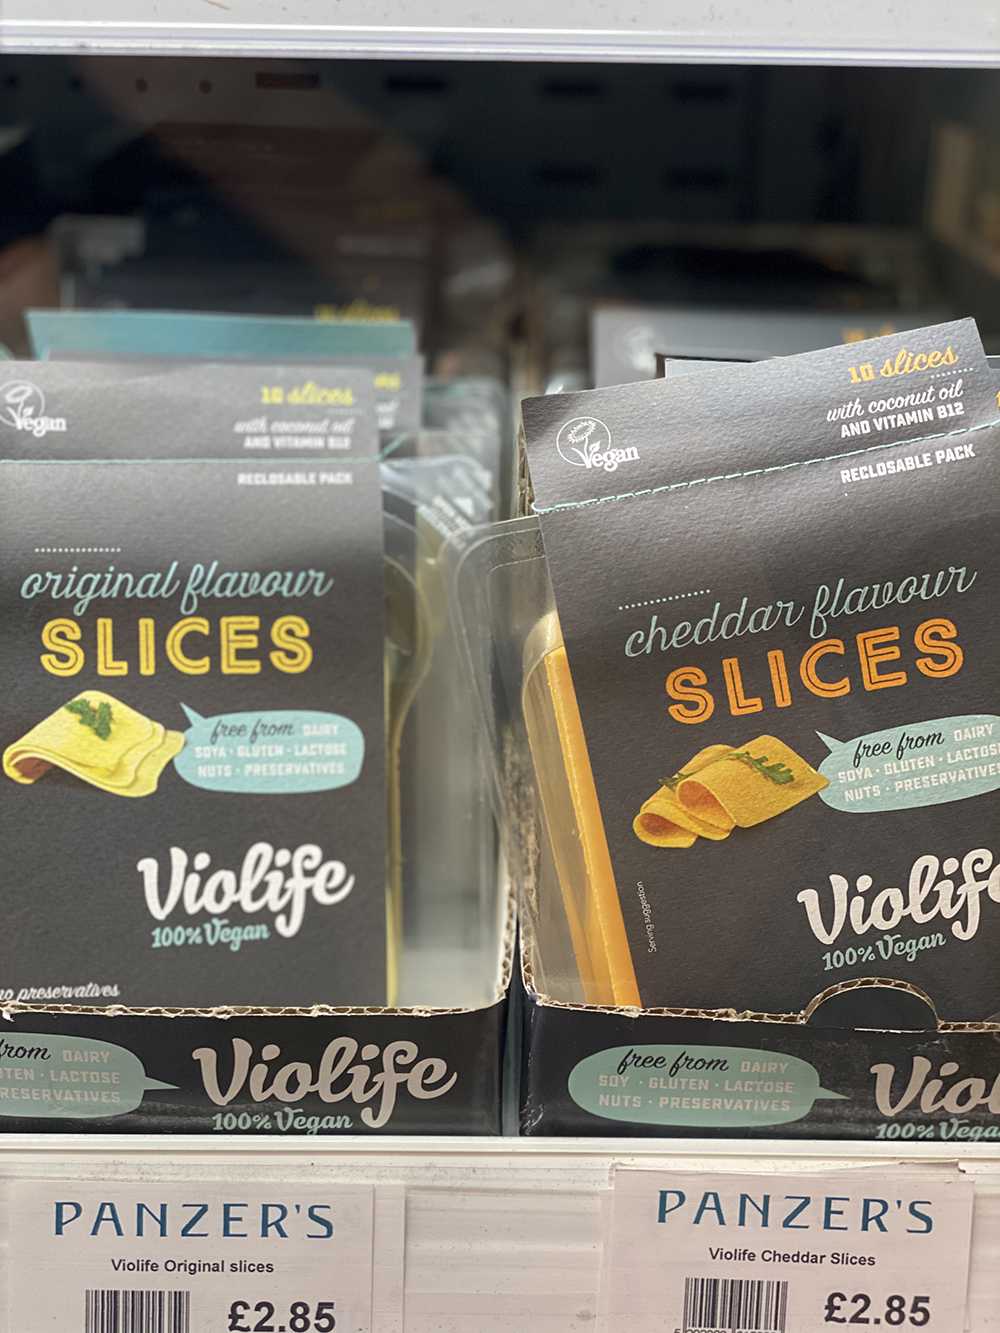 Vegan
10 slices
with coconut oil
AND VITAMIN B12
RECLOSABLE PACK
original flavour
SLICES
free from DAIRY
SOYA · GLUTEN · LACTOSE
NUTS · PRESERVATIVES
Violife
100% Vegan
no preservatives
from DAIRY
LACTOSE
Violife
100% Vegan
PANZER'S
Violife Original slices
£2.85
10 slices
with coconut oil
AND VITAMIN B12
Vegan
RECLOSABLE PACK
cheddar flavour
SLICES
free from DAIRY
SOYA · GLUTEN · LACTOS
NUTS · PRESERVATIVES
Serving suggestion
Violife
100% Vegan
free from DAIRY
SOY · GLUTEN · LACTOSE
NUTS · PRESERVATIVES
Viol
100% Vega
PANZER'S
Violife Cheddar Slices
£2.85